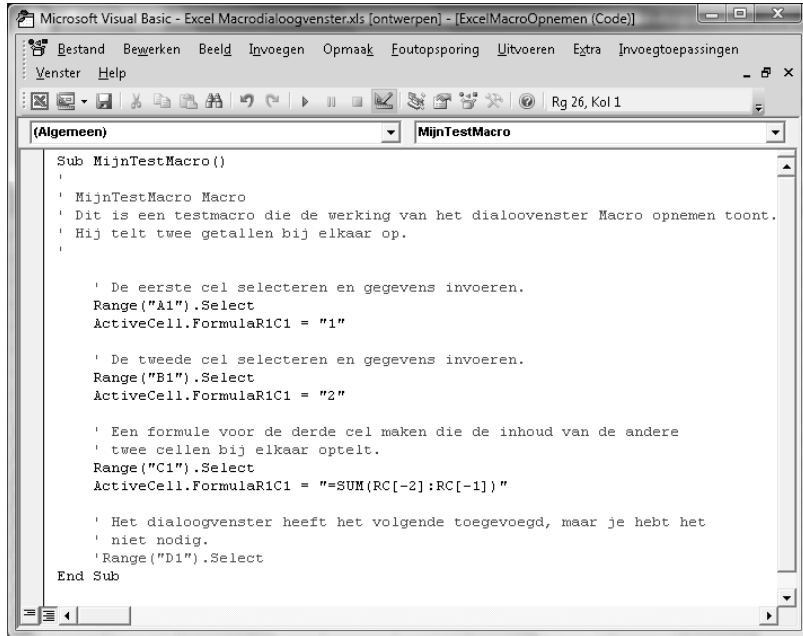 Microsoft Visual Basic - Excel Macrodialoogvenster.xls [ontwerpen] - [ExcelMacroOpnemen (Code)]
Bestand Bewerken Beeld Invoegen Opmaak Foutopsporing Uitvoeren Extra Invoegtoepassingen
Venster Help
Rg 26, Kol 1
(Algemeen) MijnTestMacro
Sub MijnTestMacro()
'
' MijnTestMacro Macro
' Dit is een testmacro die de werking van het dialoovenster Macro opnemen toont.
' Hij telt twee getallen bij elkaar op.
'
' De eerste cel selecteren en gegevens invoeren.
Range("A1").Select
ActiveCell.FormulaR1C1 = "1"
' De tweede cel selecteren en gegevens invoeren.
Range("B1").Select
ActiveCell.FormulaR1C1 = "2"
' Een formule voor de derde cel maken die de inhoud van de andere
' twee cellen bij elkaar optelt.
Range("C1").Select
ActiveCell.FormulaR1C1 = "=SUM(RC[-2]:RC[-1])"
' Het dialoogvenster heeft het volgende toegevoegd, maar je hebt het
' niet nodig.
'Range("D1").Select
End Sub